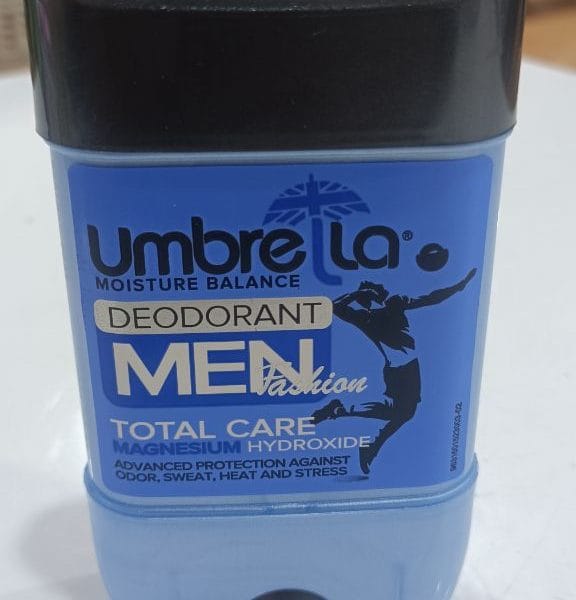 Umbrella®
MOISTURE BALANCE
DEODORANT
MEN
Fashion
TOTAL CARE
MAGNESIUM HYDROXIDE
ADVANCED PROTECTION AGAINST
ODOR, SWEAT, HEAT AND STRESS